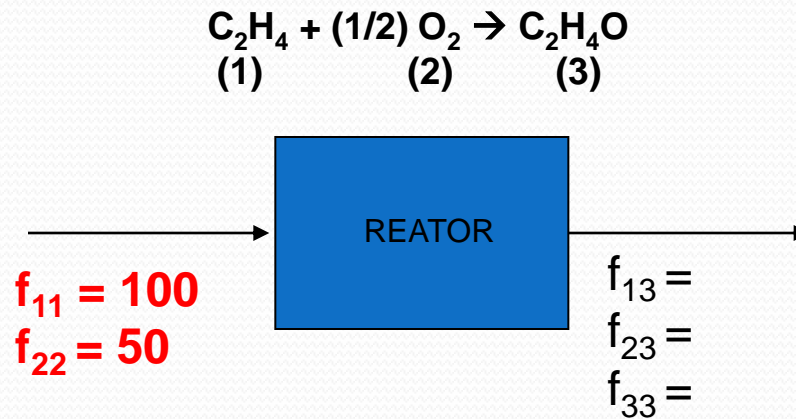 C₂H₄ + (1/2) O₂ → C₂H₄O
(1) (2) (3)
REATOR
f₁₁ = 100
f₂₂ = 50
f₁₃ =
f₂₃ =
f₃₃ =